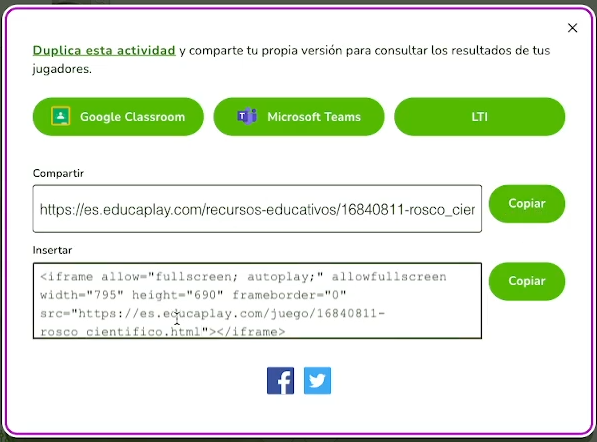 Duplica esta actividad y comparte tu propia versión para consultar los resultados de tus
jugadores.
Google Classroom
Microsoft Teams
LTI
Compartir
https://es.educaplay.com/recursos-educativos/16840811-rosco_cier
Copiar
Insertar
<iframe allow="fullscreen; autoplay;" allowfullscreen
width="795" height="690" frameborder="0"
src="https://es.educaplay.com/juego/16840811-
rosco_cientifico.html"></iframe>
Copiar